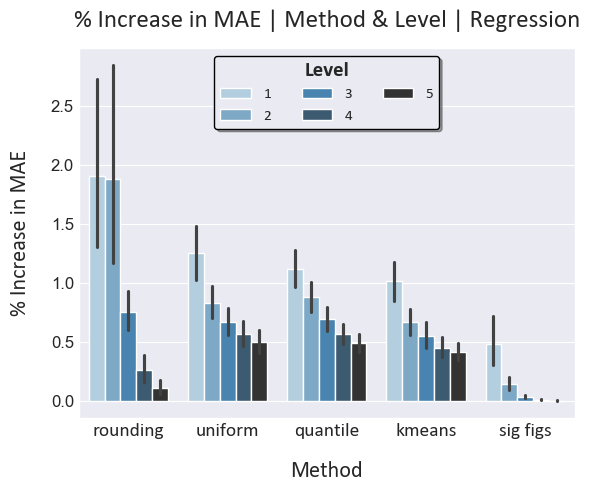 % Increase in MAE | Method & Level | Regression
Level
1 3 5
2 4
% Increase in MAE
2.5
2.0
1.5
1.0
0.5
0.0
rounding uniform quantile kmeans sig figs
Method